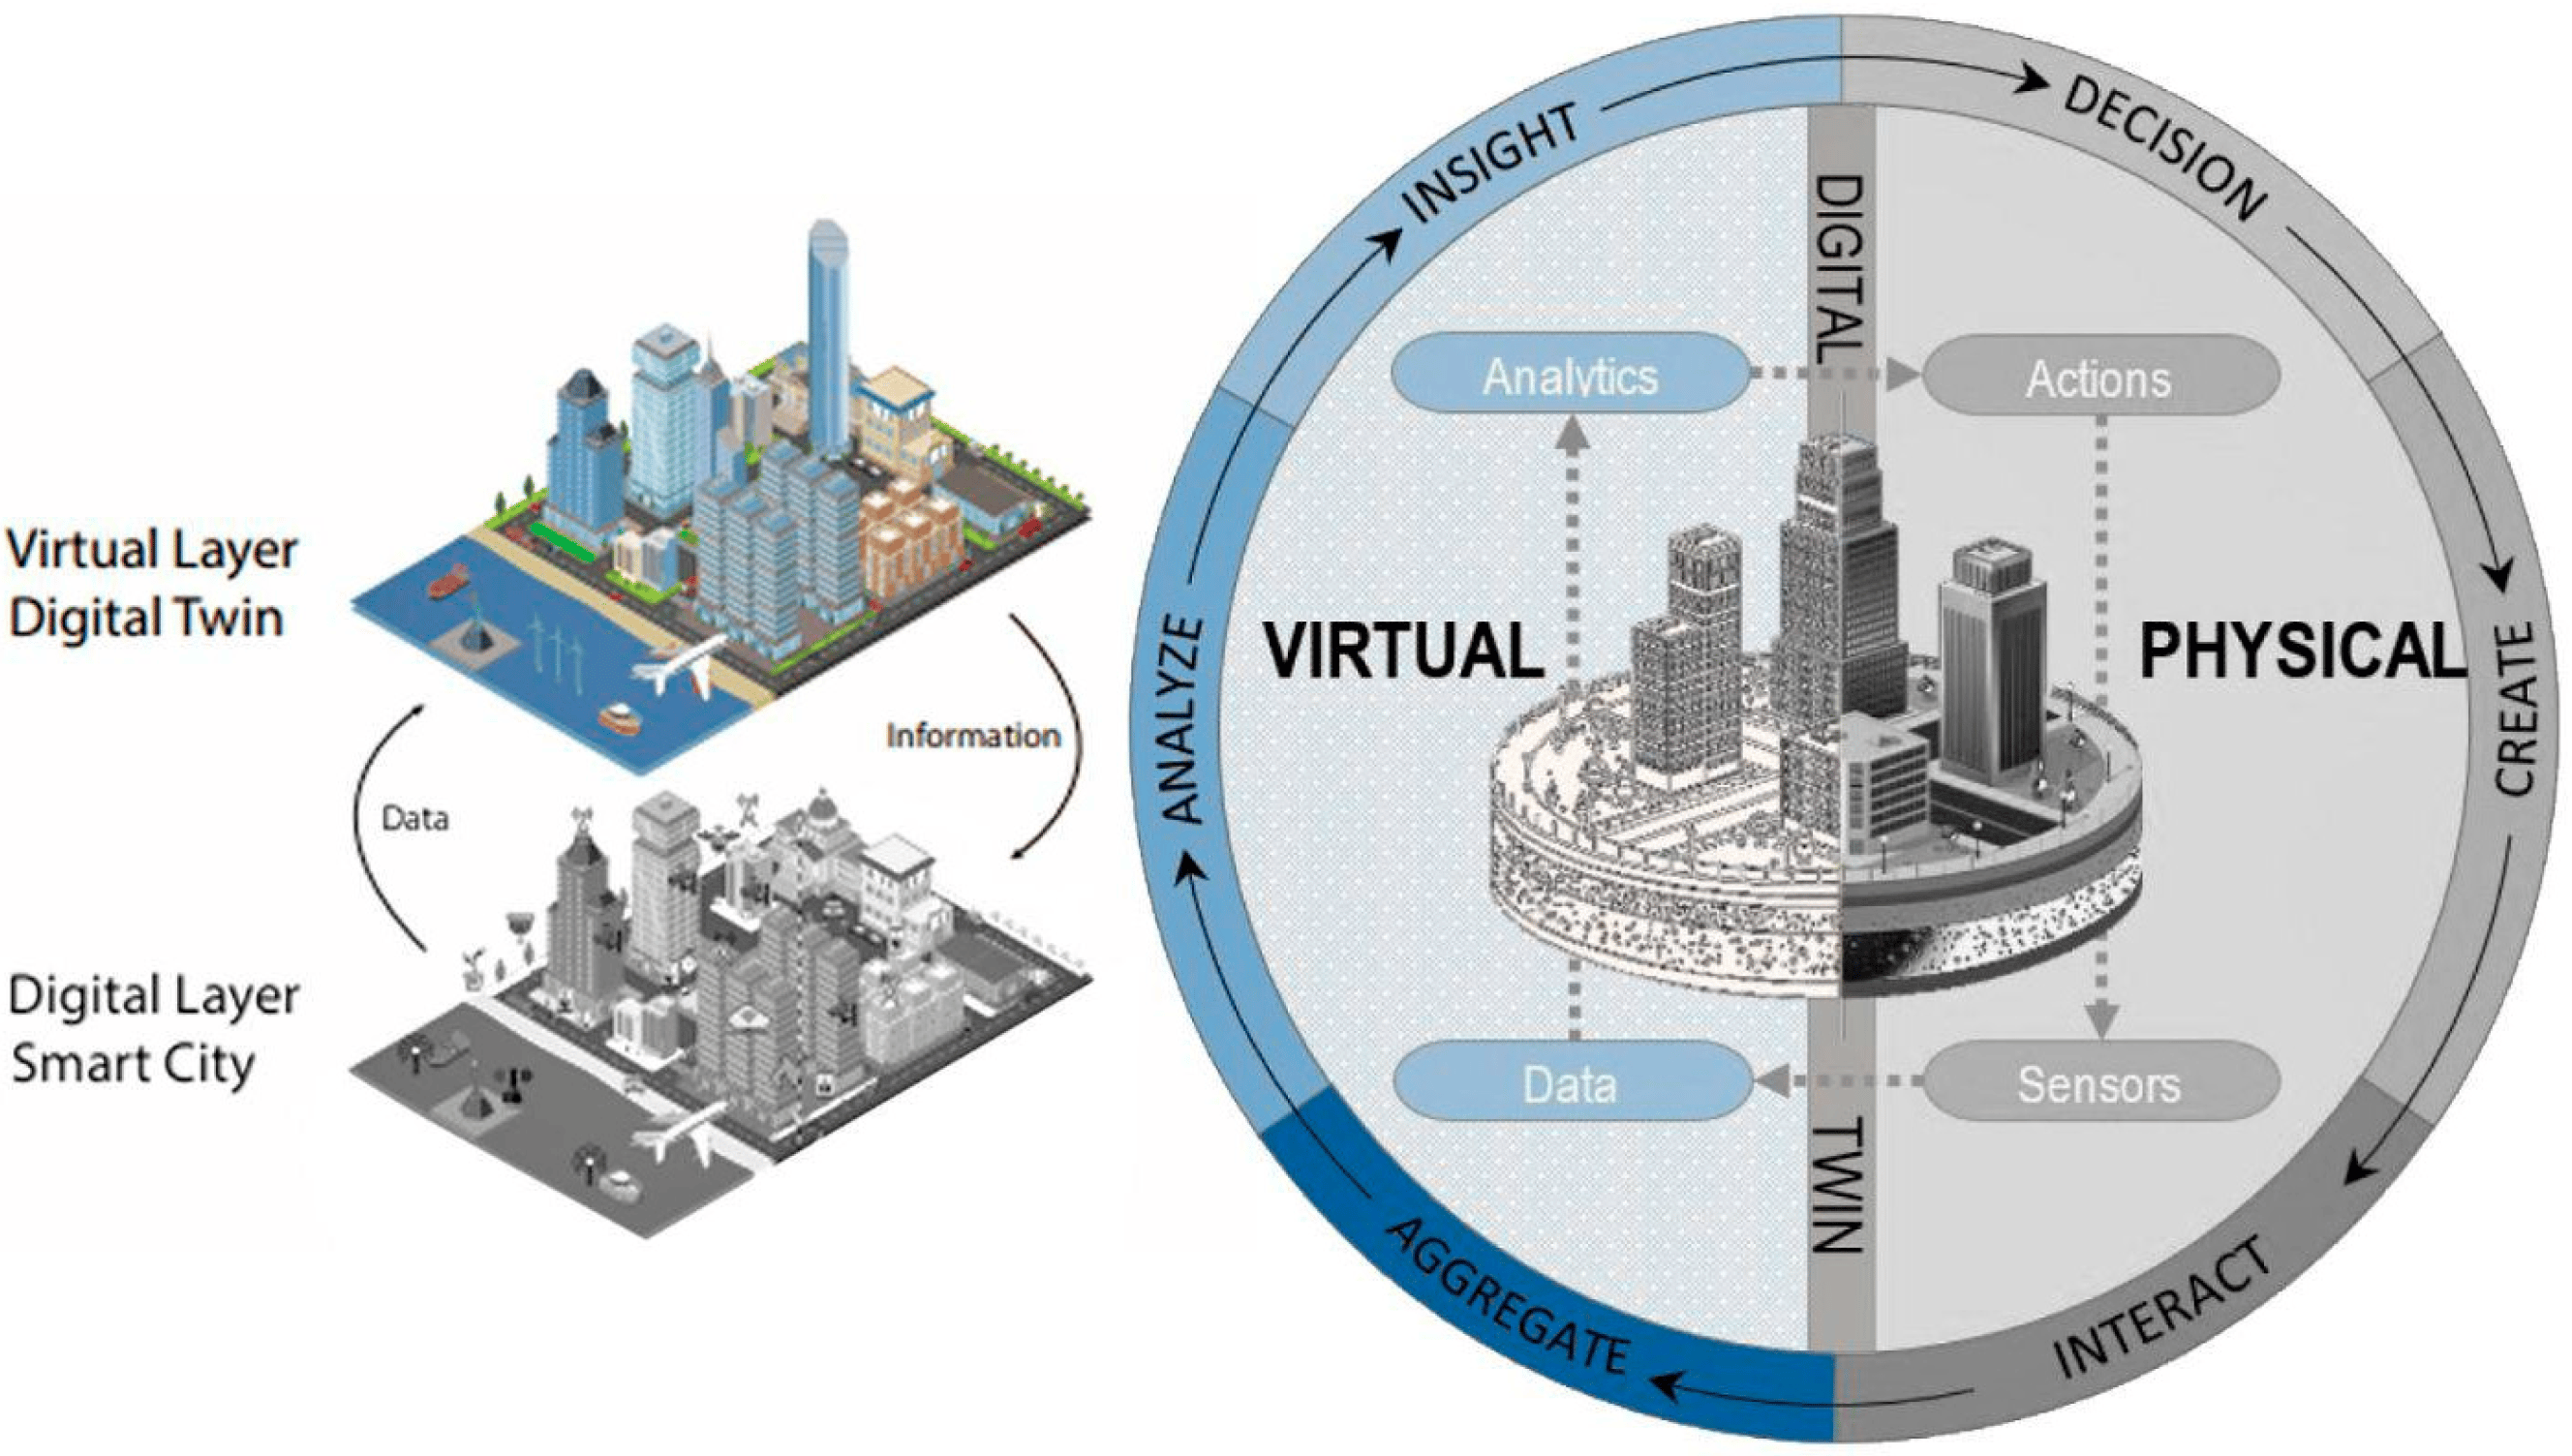 Virtual Layer
Digital Twin
Information
Data
Digital Layer
Smart City
INSIGHT
DECISION
DIGITAL
Analytics
Actions
VIRTUAL
PHYSICAL
ANALYZE
CREATE
Data
Sensors
TWIN
AGGREGATE
INTERACT